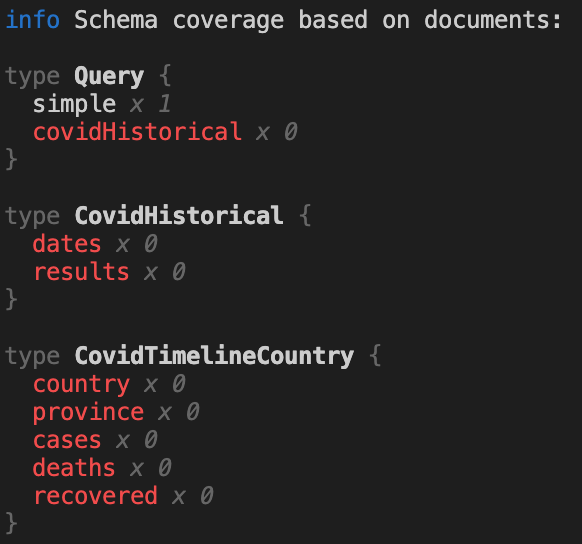 info Schema coverage based on documents:
type Query {
simple x 1
covidHistorical x 0
}
type CovidHistorical {
dates x 0
results x 0
}
type CovidTimelineCountry {
country x 0
province x 0
cases x 0
deaths x 0
recovered x 0
}